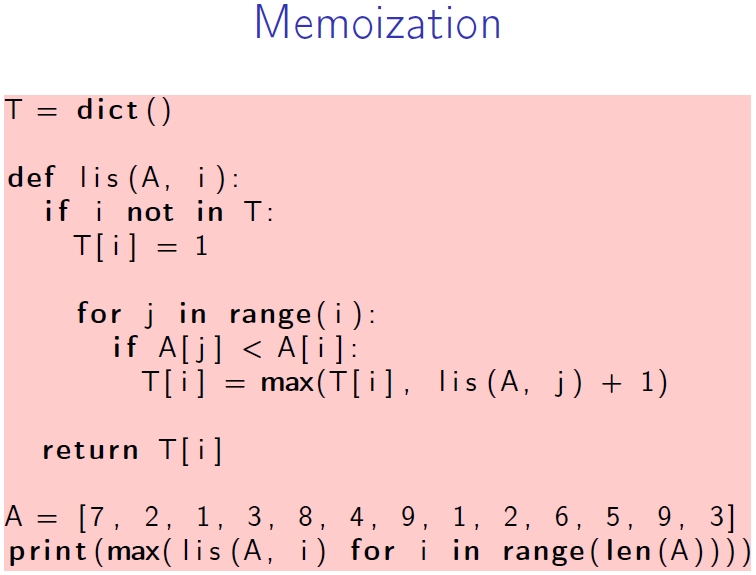 Memoization
T = dict()
def lis(A, i):
if i not in T:
T[i] = 1
for j in range(i):
if A[j] < A[i]:
T[i] = max(T[i], lis(A, j) + 1)
return T[i]
A = [7, 2, 1, 3, 8, 4, 9, 1, 2, 6, 5, 9, 3]
print(max(lis(A, i) for i in range(len(A))))